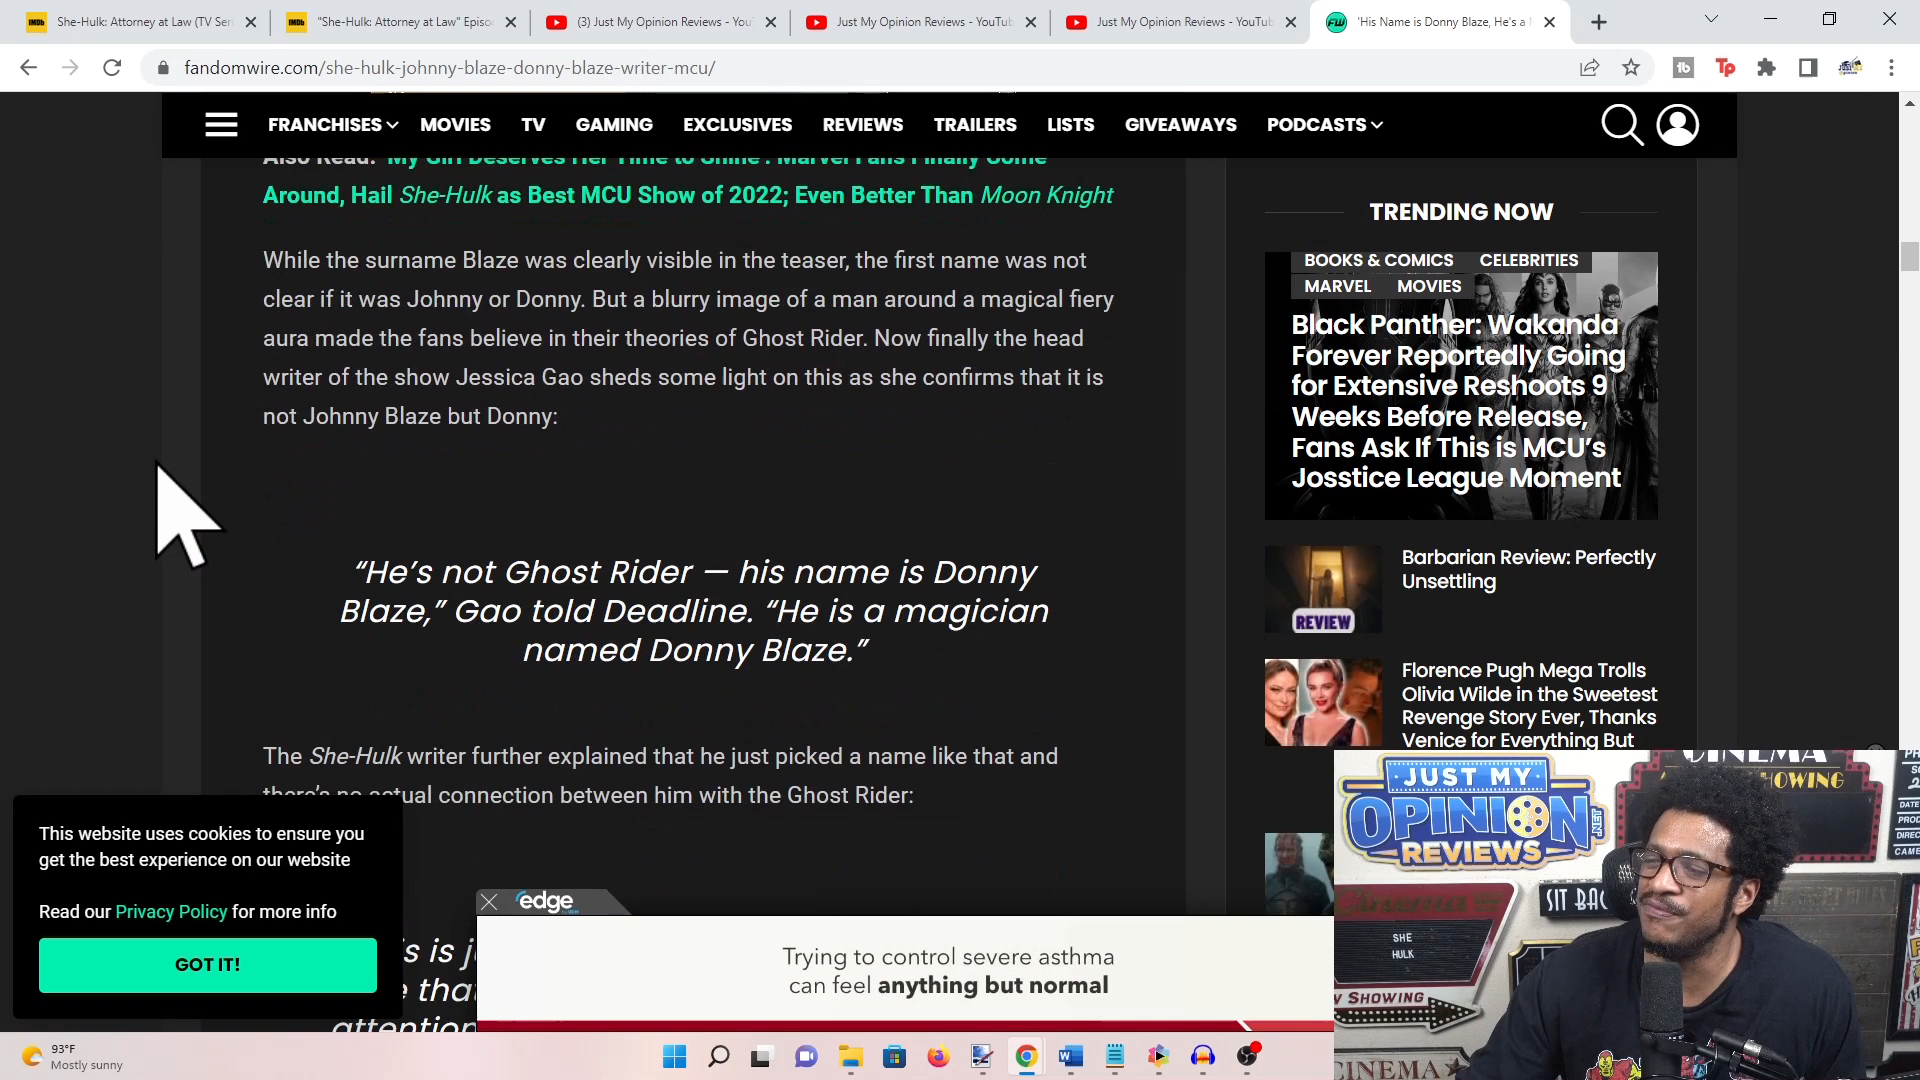 She-Hulk: Attorney at Law (TV Seri
"She-Hulk: Attorney at Law" Episo
(3) Just My Opinion Reviews - You
Just My Opinion Reviews - YouTub
Just My Opinion Reviews - YouTub
'His Name is Donny Blaze, He's a
fandomwire.com/she-hulk-johnny-blaze-donny-blaze-writer-mcu/
FRANCHISES MOVIES TV GAMING EXCLUSIVES REVIEWS TRAILERS LISTS GIVEAWAYS PODCASTS
Also Read: 'My Girl Deserves Her Time to Shine': Marvel Fans Finally Come
Around, Hail She-Hulk as Best MCU Show of 2022; Even Better Than Moon Knight
While the surname Blaze was clearly visible in the teaser, the first name was not
clear if it was Johnny or Donny. But a blurry image of a man around a magical fiery
aura made the fans believe in their theories of Ghost Rider. Now finally the head
writer of the show Jessica Gao sheds some light on this as she confirms that it is
not Johnny Blaze but Donny:
“He’s not Ghost Rider — his name is Donny
Blaze,” Gao told Deadline. “He is a magician
named Donny Blaze.”
The She-Hulk writer further explained that he just picked a name like that and
there's no actual connection between him with the Ghost Rider:
s is j
e that
attention
TRENDING NOW
BOOKS & COMICS CELEBRITIES
MARVEL MOVIES
Black Panther: Wakanda
Forever Reportedly Going
for Extensive Reshoots 9
Weeks Before Release,
Fans Ask If This is MCU’s
Josstice League Moment
REVIEW
Barbarian Review: Perfectly
Unsettling
Florence Pugh Mega Trolls
Olivia Wilde in the Sweetest
Revenge Story Ever, Thanks
Venice for Everything But
This website uses cookies to ensure you
get the best experience on our website
Read our Privacy Policy for more info
GOT IT!
edge
Trying to control severe asthma
can feel anything but normal
JUST MY
OPINION
.NET
REVIEWS
CINEMA
SHOWING
SIT BAC
SHE
HULK
SHOWING
CINEMA
DATE
PROD
DIREC
CAME
93°F
Mostly sunny